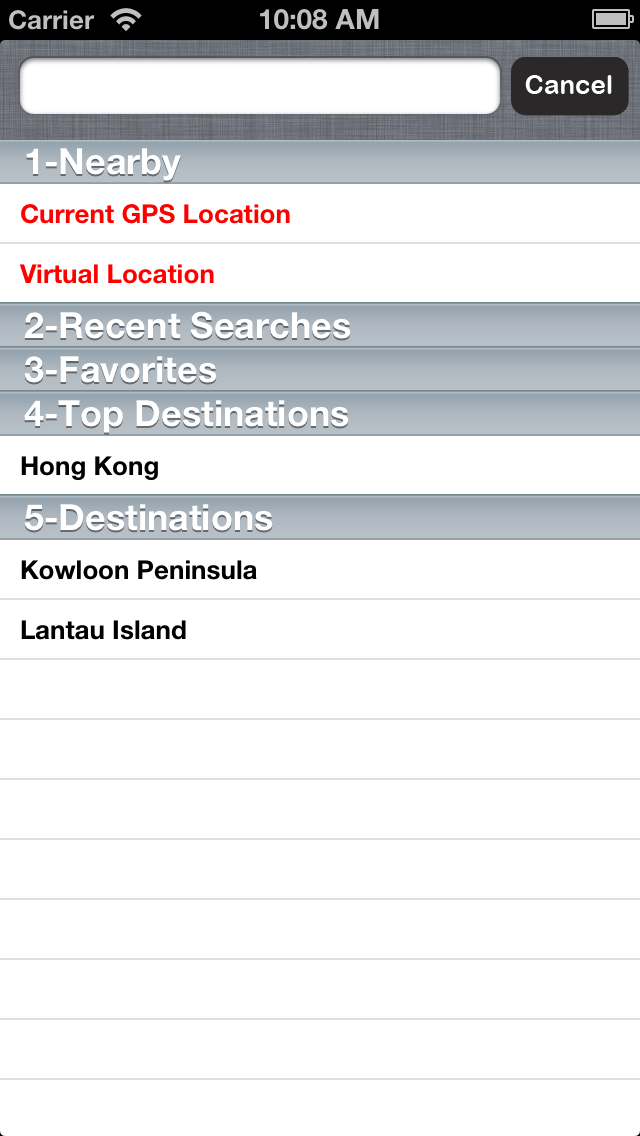 Carrier 10:08 AM
Cancel
1-Nearby
Current GPS Location
Virtual Location
2-Recent Searches
3-Favorites
4-Top Destinations
Hong Kong
5-Destinations
Kowloon Peninsula
Lantau Island